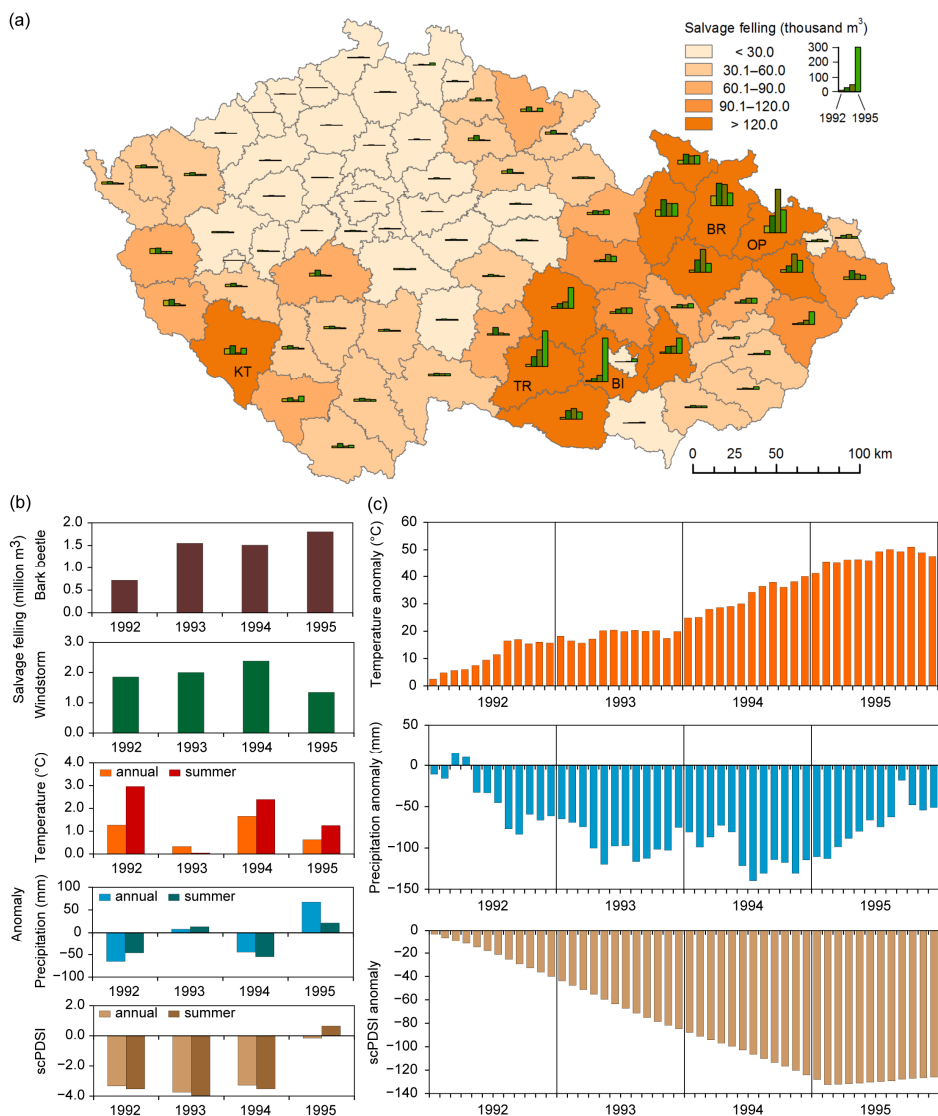 (a)
Salvage felling (thousand m³)
< 30.0
30.1–60.0
60.1–90.0
90.1–120.0
> 120.0
300
200
100
0
1992
1995
BR
OP
KT
TR
BI
0 25 50 75 100 km
(b)
Salvage felling (million m³)
Bark beetle
2.0
1.5
1.0
0.5
0.0
1992 1993 1994 1995
Windstorm
3.0
2.0
1.0
0.0
1992 1993 1994 1995
Anomaly
Temperature (°C)
4.0
3.0
2.0
1.0
0.0
annual summer
1992 1993 1994 1995
Precipitation (mm)
100
50
0
−50
−100
annual summer
1992 1993 1994 1995
scPDSI
2.0
0.0
−2.0
−4.0
annual summer
1992 1993 1994 1995
(c)
Temperature anomaly (°C)
60
50
40
30
20
10
0
1992 1993 1994 1995
Precipitation anomaly (mm)
50
0
−50
−100
−150
1992 1993 1994 1995
scPDSI anomaly
0
−20
−40
−60
−80
−100
−120
−140
1992 1993 1994 1995